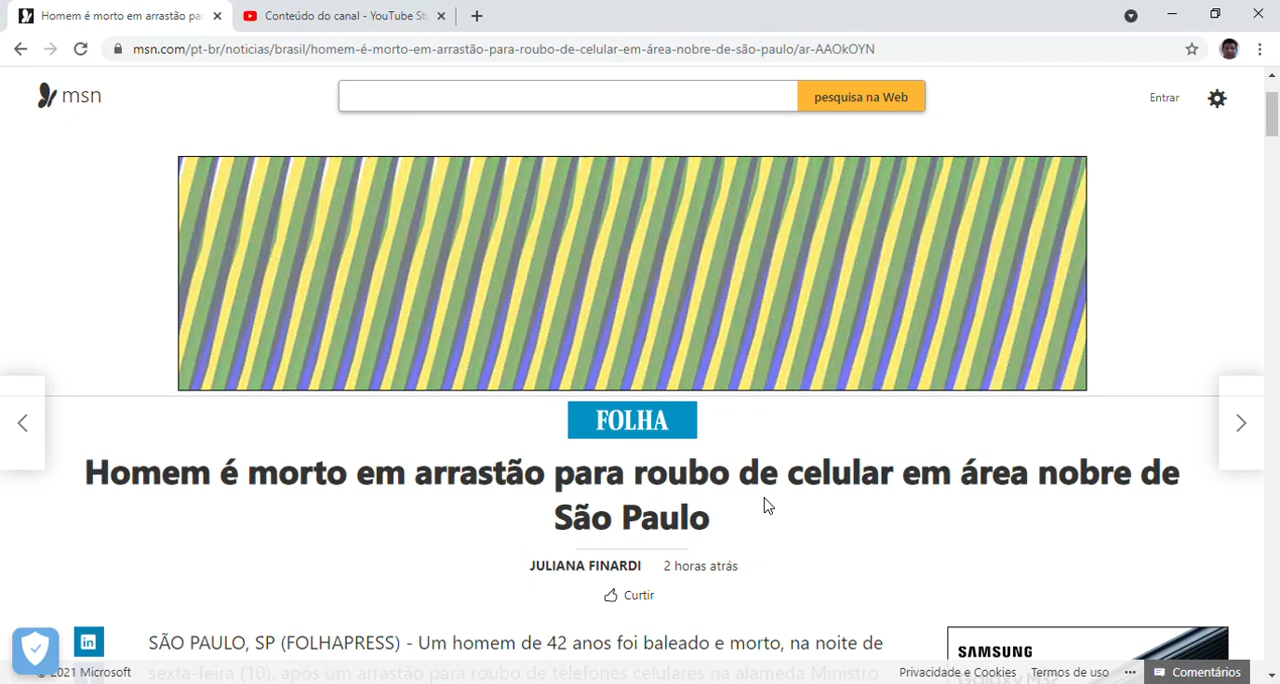 Homem é morto em arrastão pa
Conteúdo do canal - YouTube St
msn.com/pt-br/noticias/brasil/homem-é-morto-em-arrastão-para-roubo-de-celular-em-área-nobre-de-são-paulo/ar-AAOkOYN
msn
pesquisa na Web
Entrar
FOLHA
Homem é morto em arrastão para roubo de celular em área nobre de
São Paulo
JULIANA FINARDI 2 horas atrás
Curtir
in
SÃO PAULO, SP (FOLHAPRESS) - Um homem de 42 anos foi baleado e morto, na noite de
SAMSUNG
sexta-feira (10), após um arrastão para roubo de telefones celulares na alameda Ministro
2021 Microsoft
Privacidade e Cookies Termos de uso ... Comentários